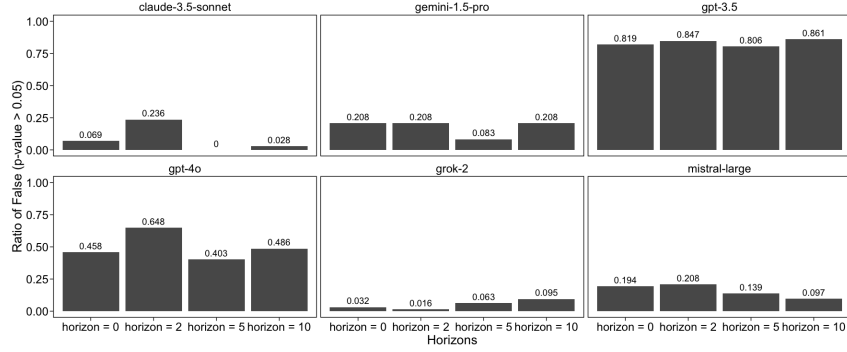 claude-3.5-sonnet gemini-1.5-pro gpt-3.5
Ratio of False (p-value > 0.05)
1.00
0.75
0.50
0.25
0.00
0.069 0.236 0 0.028
0.208 0.208 0.083 0.208
0.819 0.847 0.806 0.861
gpt-4o grok-2 mistral-large
1.00
0.75
0.50
0.25
0.00
0.458 0.648 0.403 0.486
0.032 0.016 0.063 0.095
0.194 0.208 0.139 0.097
horizon = 0 horizon = 2 horizon = 5 horizon = 10 horizon = 0 horizon = 2 horizon = 5 horizon = 10 horizon = 0 horizon = 2 horizon = 5 horizon = 10
Horizons